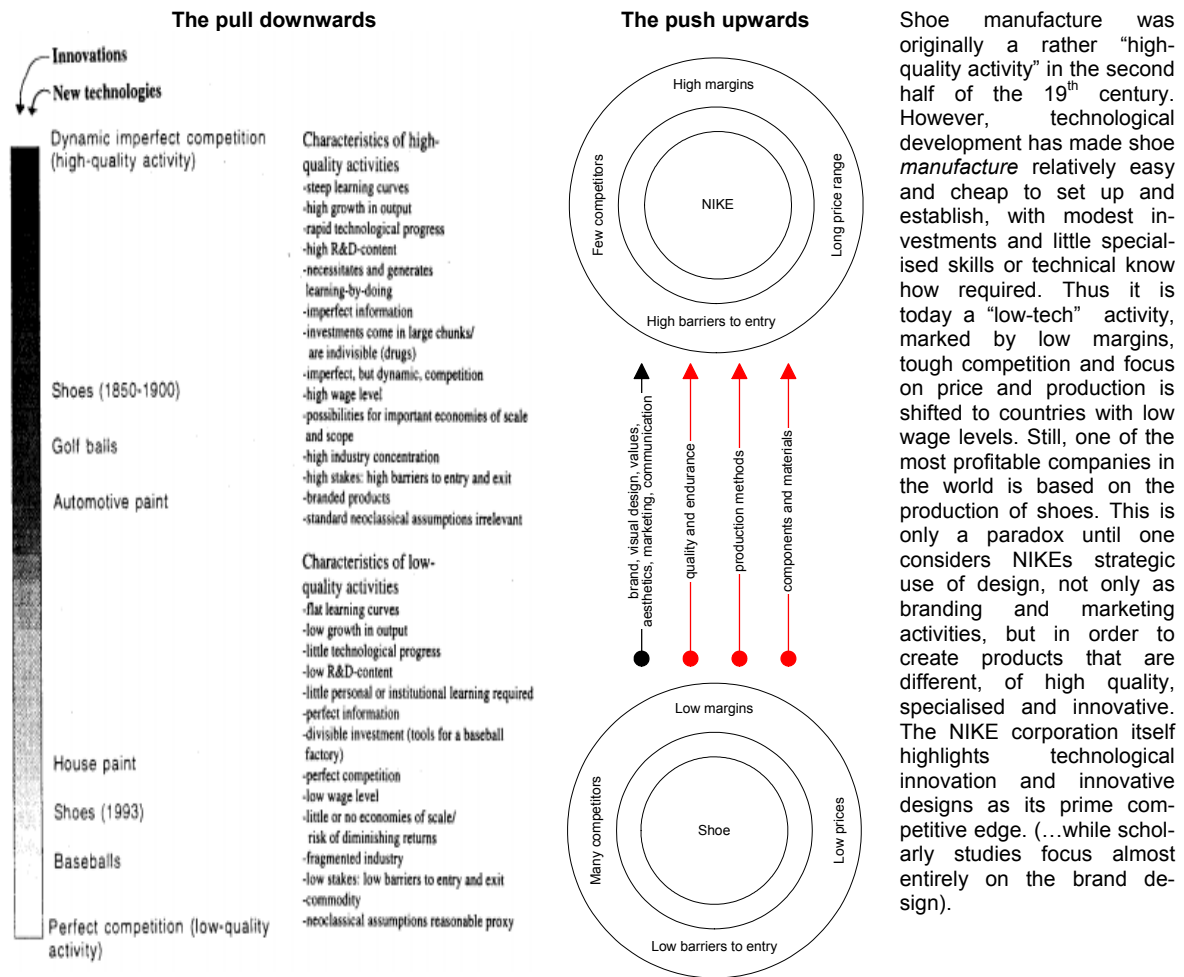 The pull downwards
Innovations
New technologies
Dynamic imperfect competition
(high-quality activity)
Shoes (1850-1900)
Golf balls
Automotive paint
House paint
Shoes (1993)
Baseballs
Perfect competition (low-quality
activity)
Characteristics of high-
quality activities
-steep learning curves
-high growth in output
-rapid technological progress
-high R&D-content
-necessitates and generates
learning-by-doing
-imperfect information
-investments come in large chunks/
are indivisible (drugs)
-imperfect, but dynamic, competition
-high wage level
-possibilities for important economies of scale
and scope
-high industry concentration
-high stakes: high barriers to entry and exit
-branded products
-standard neoclassical assumptions irrelevant
Characteristics of low-
quality activities
-flat learning curves
-low growth in output
-little technological progress
-low R&D-content
-little personal or institutional learning required
-perfect information
-divisible investment (tools for a baseball
factory)
-perfect competition
-low wage level
-little or no economies of scale/
risk of diminishing returns
-fragmented industry
-low stakes: low barriers to entry and exit
-commodity
-neoclassical assumptions reasonable proxy
The push upwards
High margins
Few competitors
NIKE
Long price range
High barriers to entry
brand, visual design, values,
aesthetics, marketing, communication
quality and endurance
production methods
components and materials
Low margins
Many competitors
Shoe
Low prices
Low barriers to entry
Shoe manufacture was
originally a rather “high-
quality activity” in the second
half of the 19th century.
However, technological
development has made shoe
manufacture relatively easy
and cheap to set up and
establish, with modest in-
vestments and little special-
ised skills or technical know
how required. Thus it is
today a “low-tech” activity,
marked by low margins,
tough competition and focus
on price and production is
shifted to countries with low
wage levels. Still, one of the
most profitable companies in
the world is based on the
production of shoes. This is
only a paradox until one
considers NIKEs strategic
use of design, not only as
branding and marketing
activities, but in order to
create products that are
different, of high quality,
specialised and innovative.
The NIKE corporation itself
highlights technological
innovation and innovative
designs as its prime com-
petitive edge. (…while schol-
arly studies focus almost
entirely on the brand de-
sign).